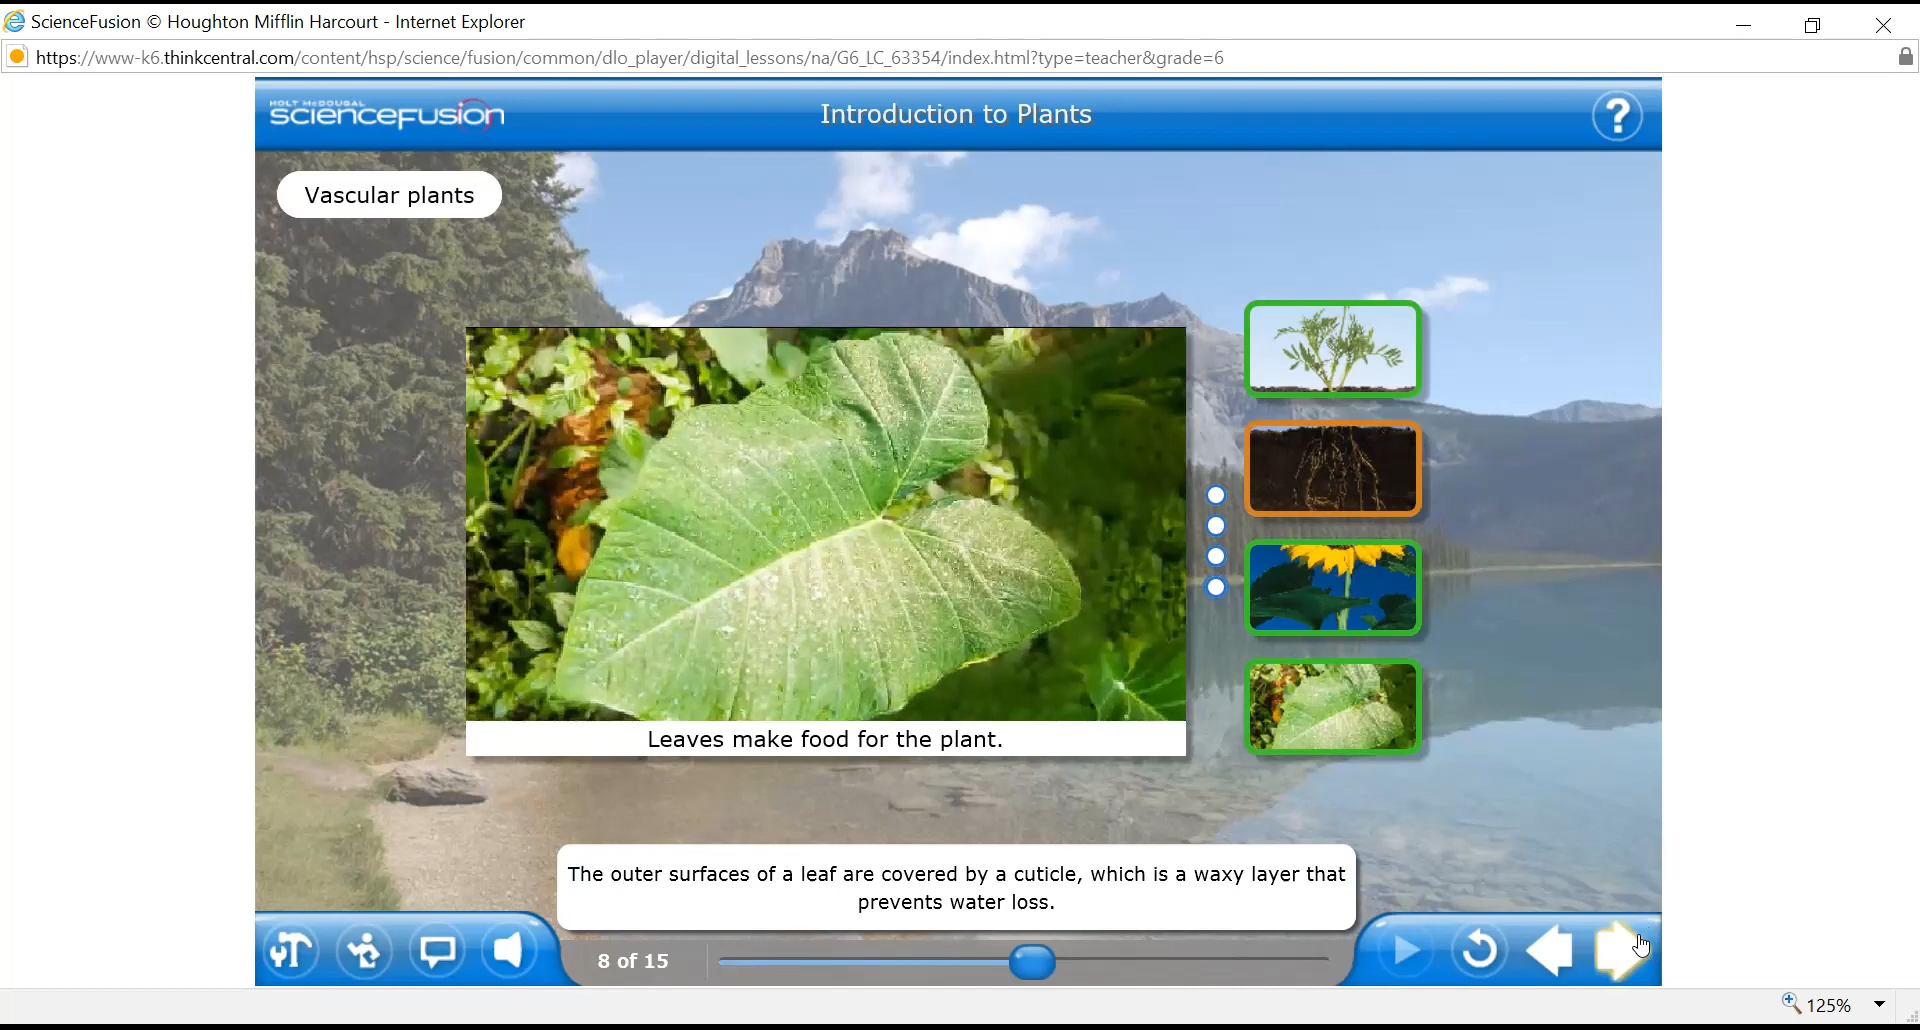 ScienceFusion © Houghton Mifflin Harcourt - Internet Explorer
https://www-k6.thinkcentral.com/content/hsp/science/fusion/common/dlo_player/digital_lessons/na/G6_LC_63354/index.html?type=teacher&grade=6
HOLT McDOUGAL
scienceFusion
Introduction to Plants
?
Vascular plants
Leaves make food for the plant.
The outer surfaces of a leaf are covered by a cuticle, which is a waxy layer that
prevents water loss.
8 of 15
125%